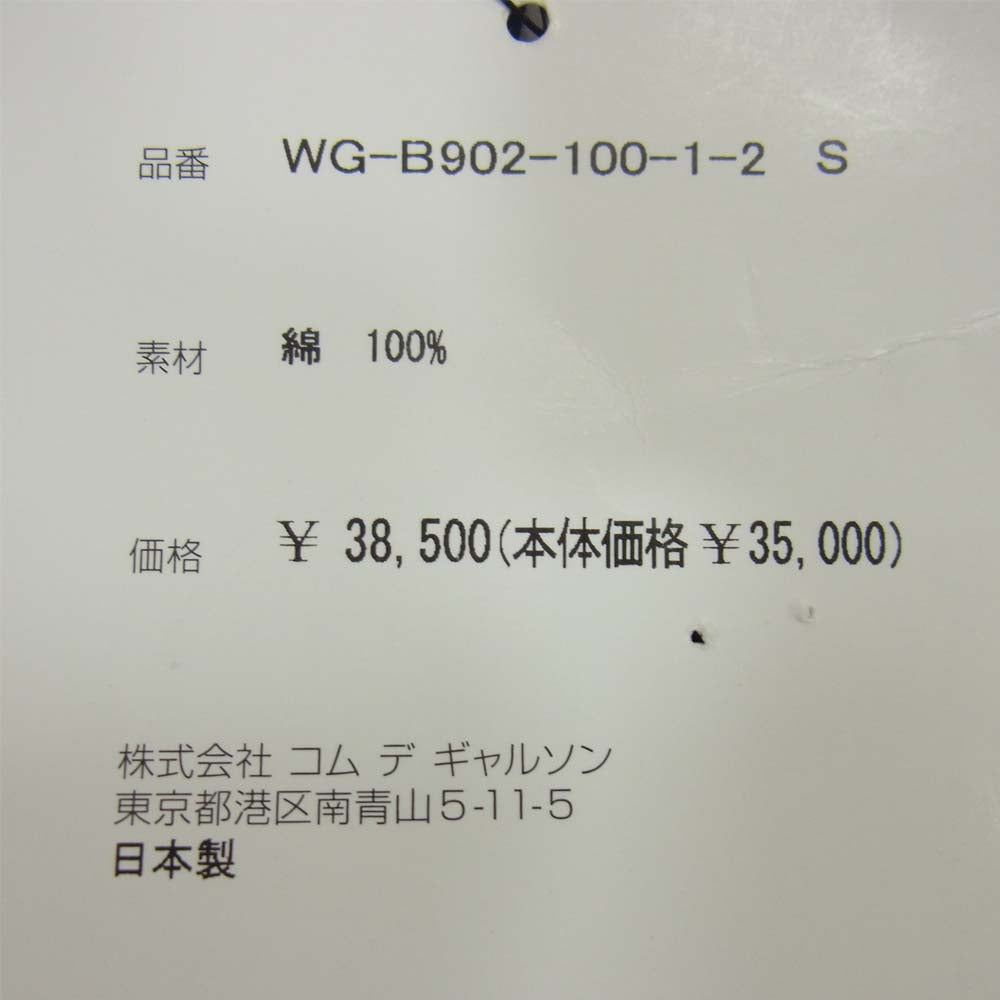 品番 WG-B902-100-1-2 S
素材 綿 100%
価格 ¥ 38,500(本体価格 ¥35,000)
株式会社 コム デ ギャルソン
東京都港区南青山5-11-5
日本製